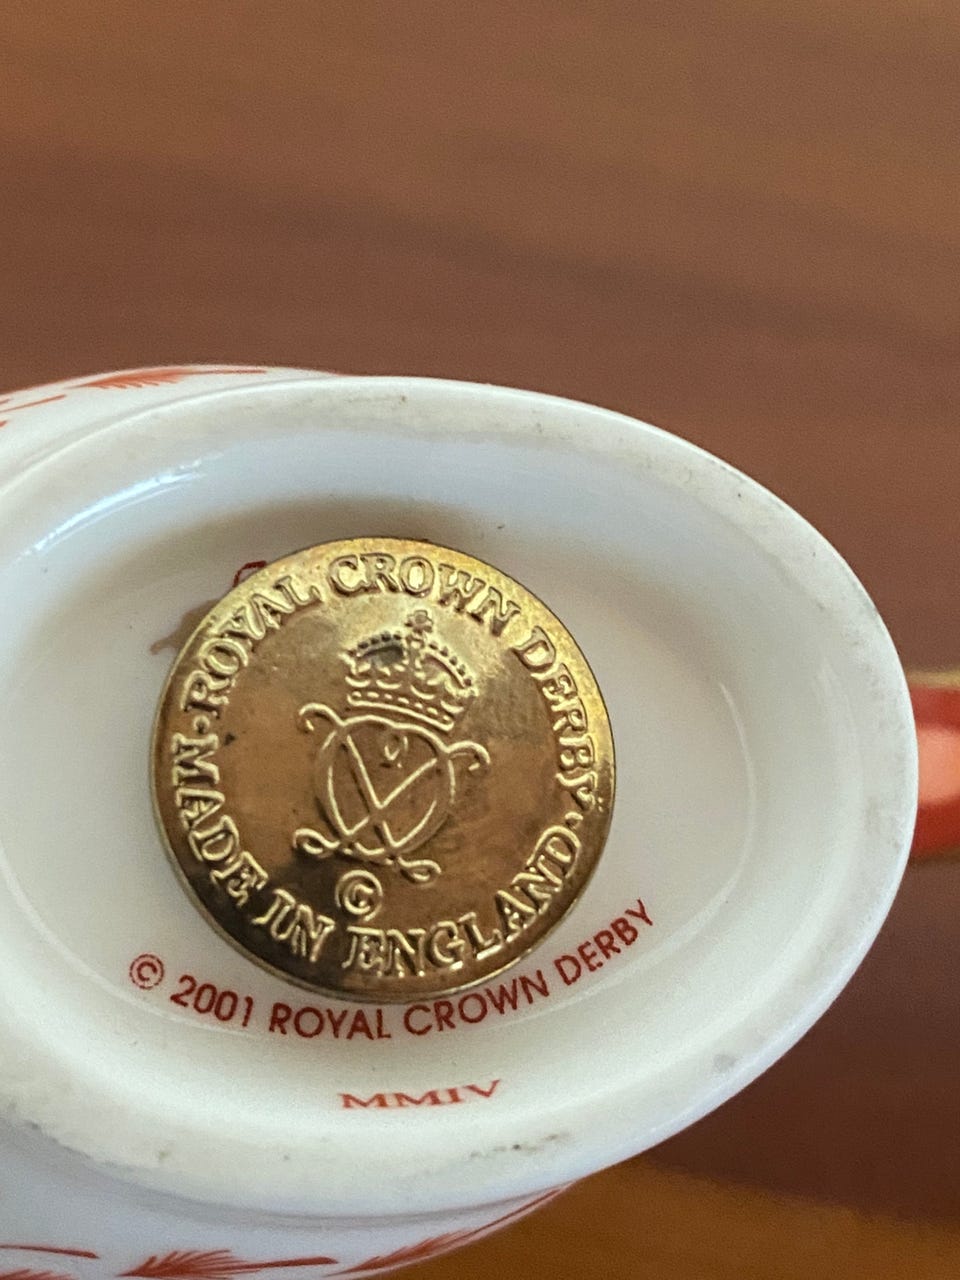 ROYAL CROWN DERBY
©
MADE IN ENGLAND
© 2001 ROYAL CROWN DERBY
MMIV